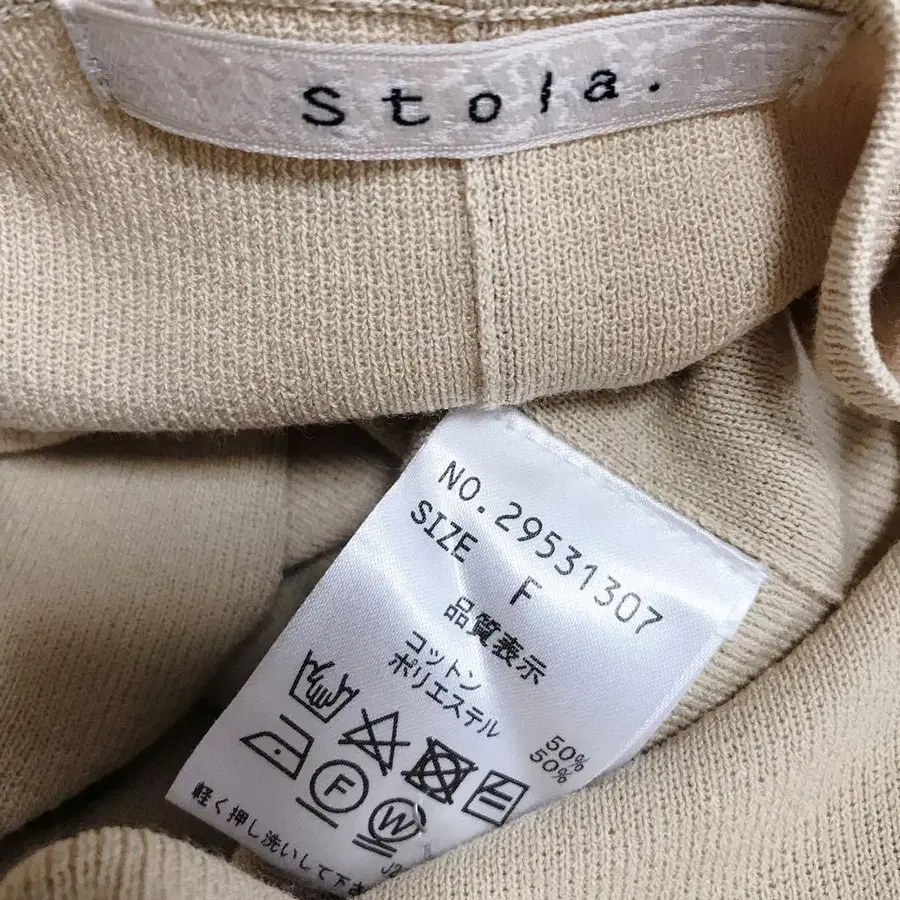 Stola.
NO.29531307
SIZE F
品質表示
コットン 50%
ポリエステル 50%
F
W
軽く押し洗いして下さ